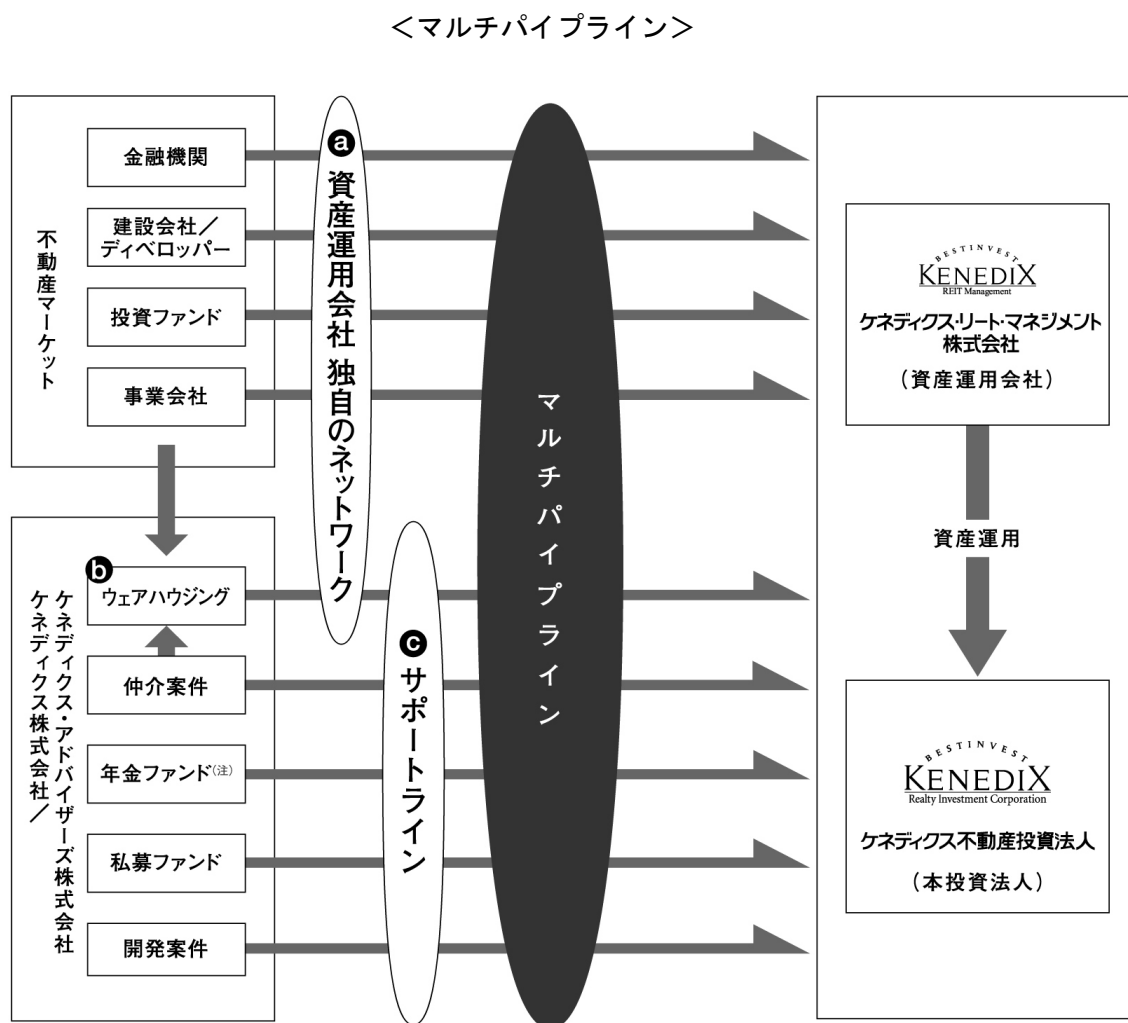 ＜マルチパイプライン＞
不動産マーケット
金融機関
建設会社／
ディベロッパー
投資ファンド
事業会社
ⓐ 資産運用会社 独自のネットワーク
ケネディクス株式会社／
ケネディクス・アドバイザーズ株式会社
ⓑ
ウェアハウジング
仲介案件
年金ファンド(注)
私募ファンド
開発案件
ⓒ サポートライン
マルチパイプライン
BESTINVEST
KENEDIX
REIT Management
ケネディクス・リート・マネジメント
株式会社
（資産運用会社）
資産運用
BESTINVEST
KENEDIX
Realty Investment Corporation
ケネディクス不動産投資法人
（本投資法人）